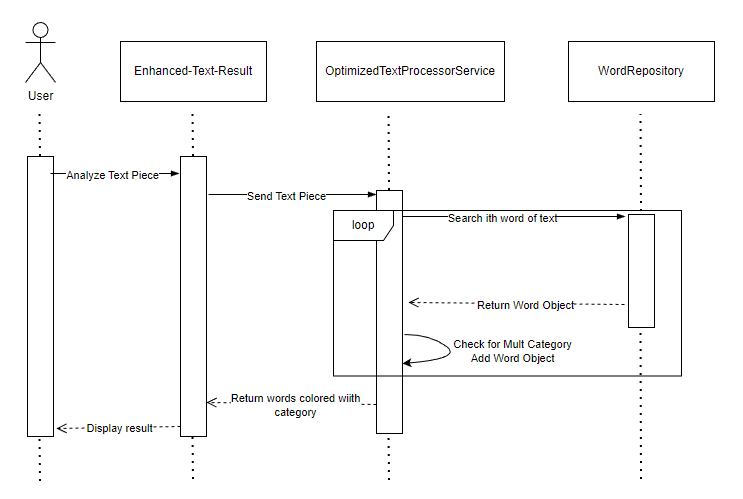 User
Enhanced-Text-Result
OptimizedTextProcessorService
WordRepository
Analyze Text Piece
Send Text Piece
loop
Search ith word of text
Return Word Object
Check for Mult Category
Add Word Object
Return words colored wiith
category
Display result